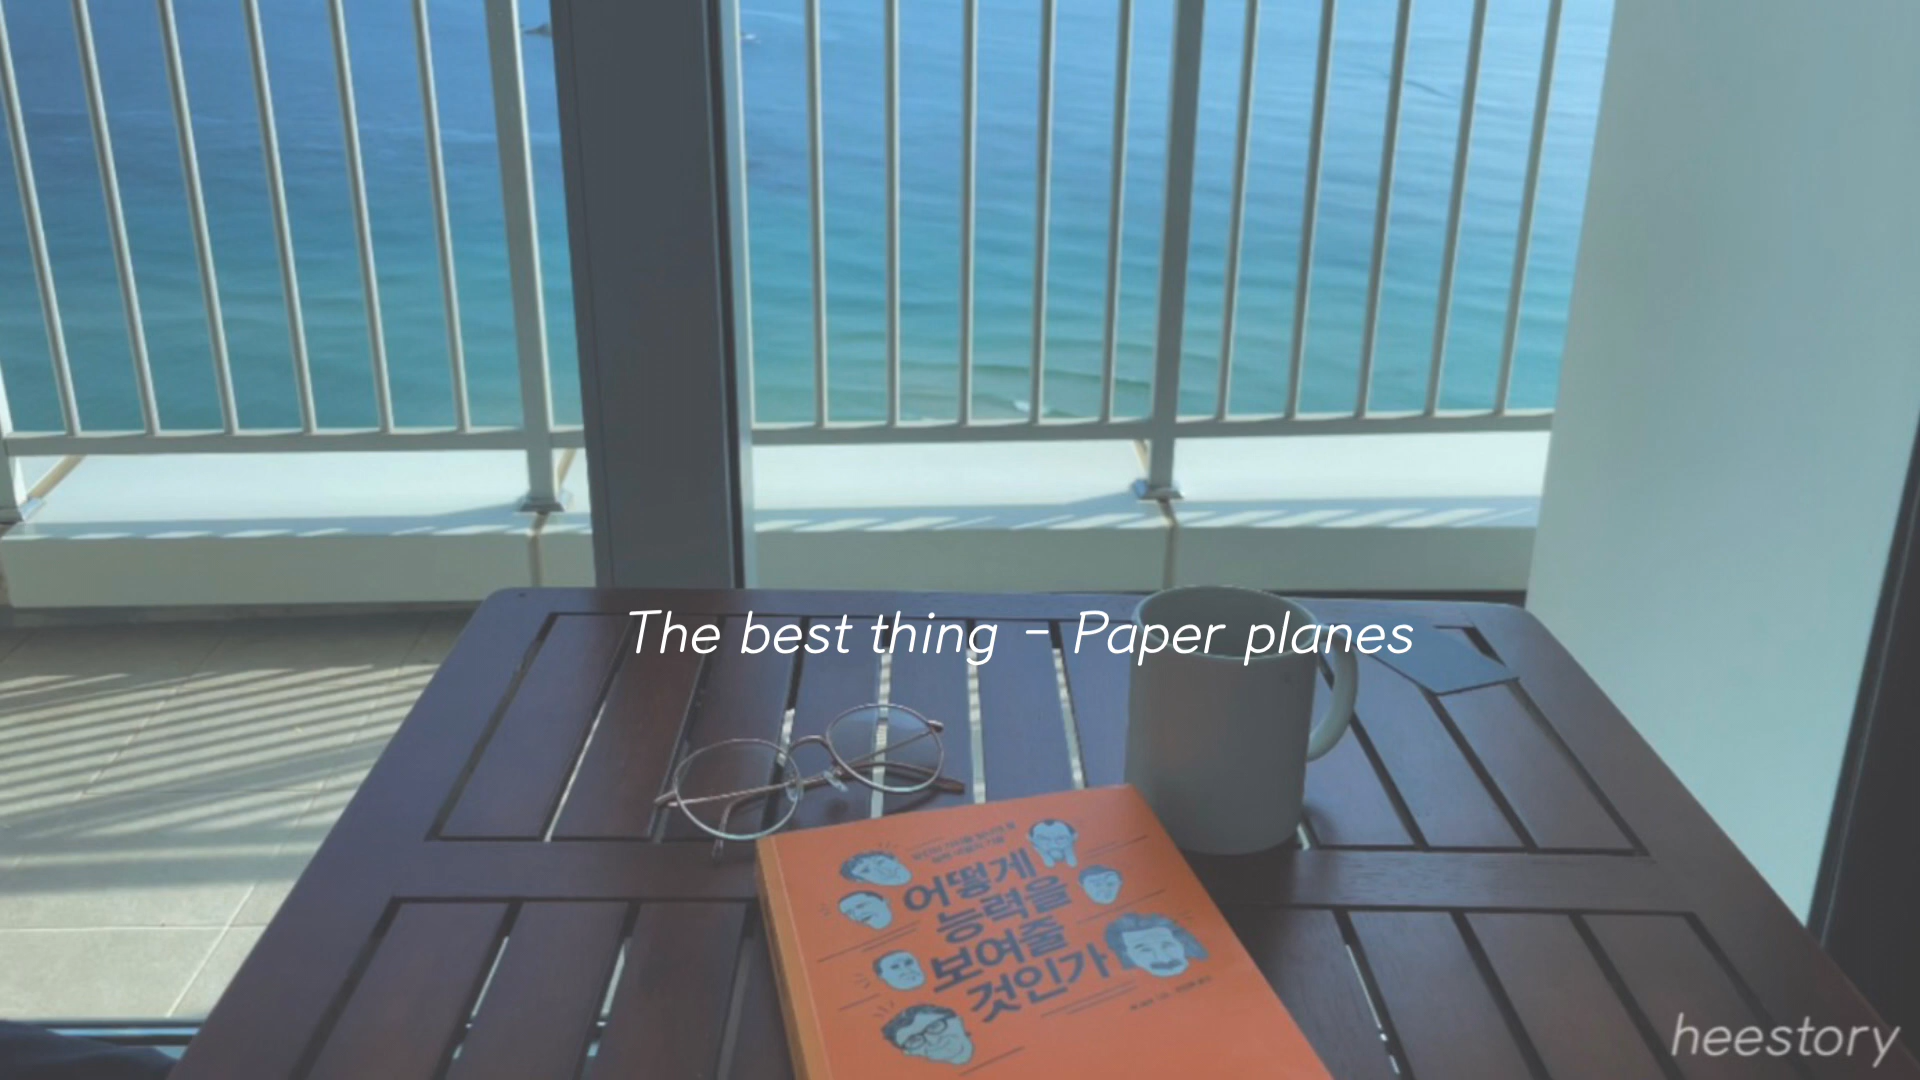 The best thing - Paper planes
어떻게
능력을
보여줄
것인가
heestory